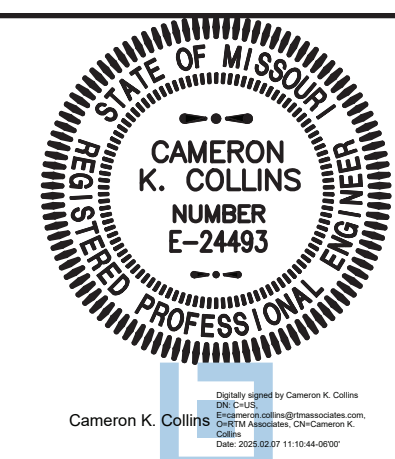 STATE OF MISSOURI
CAMERON
K. COLLINS
NUMBER
E-24493
REGISTERED PROFESSIONAL ENGINEER
Cameron K. Collins
Digitally signed by Cameron K. Collins
DN: C=US,
E=cameron.collins@rtmassociates.com,
O=RTM Associates, CN=Cameron K.
Collins
Date: 2025.02.07 11:10:44-06'00'